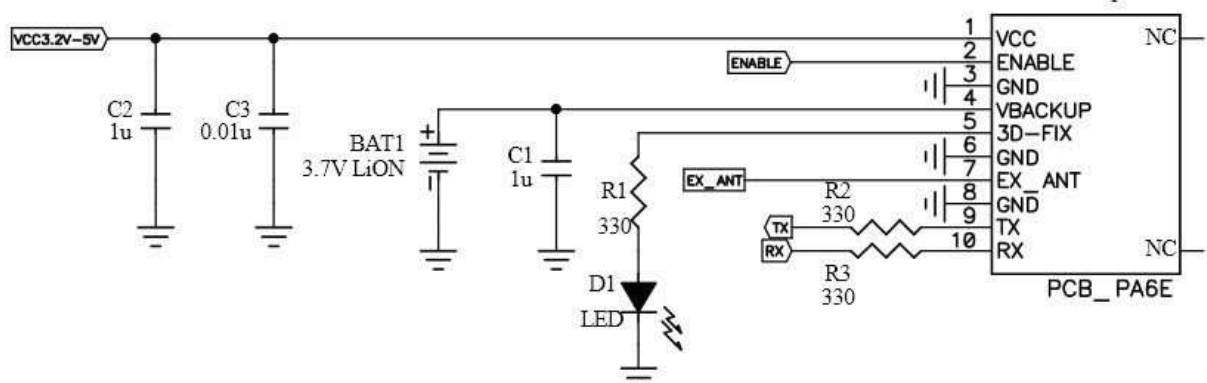 VCC3.2V-5V
C2
1u
C3
0.01u
BAT1
3.7V LiON
C1
1u
R1
330
D1
LED
ENABLE
EX_ANT
TX
RX
R2
330
R3
330
1 VCC NC
2 ENABLE
3 GND
4 VBACKUP
5 3D-FIX
6 GND
7 EX_ANT
8 GND
9 TX
10 RX NC
PCB_PA6E